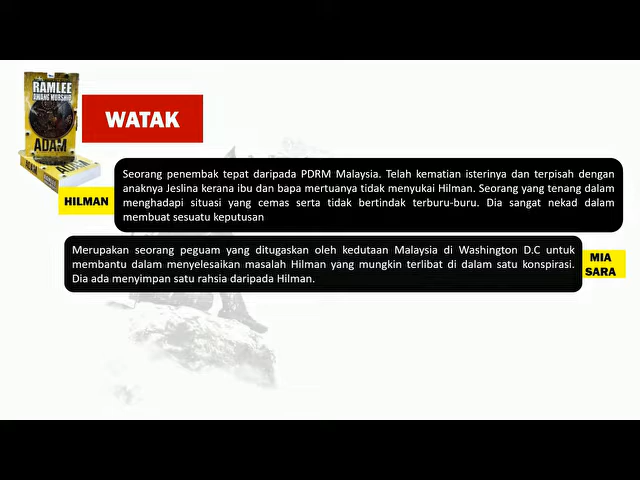 RAMLEE
AWANG MURSHID
ADAM
ADAM
WATAK
HILMAN
Seorang penembak tepat daripada PDRM Malaysia. Telah kematian isterinya dan terpisah dengan
anaknya Jeslina kerana ibu dan bapa mertuanya tidak menyukai Hilman. Seorang yang tenang dalam
menghadapi situasi yang cemas serta tidak bertindak terburu-buru. Dia sangat nekad dalam
membuat sesuatu keputusan
Merupakan seorang peguam yang ditugaskan oleh kedutaan Malaysia di Washington D.C untuk
membantu dalam menyelesaikan masalah Hilman yang mungkin terlibat di dalam satu konspirasi.
Dia ada menyimpan satu rahsia daripada Hilman.
MIA
SARA